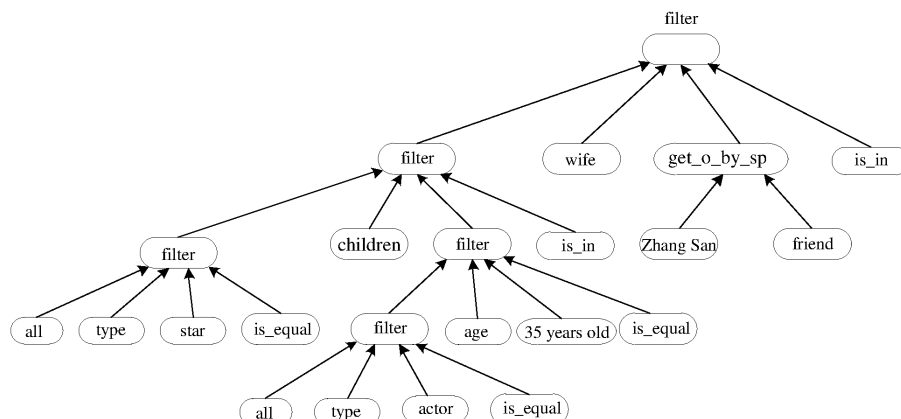 filter
filter
wife
get_o_by_sp
is_in
filter
children
filter
is_in
Zhang San
friend
all
type
star
is_equal
filter
age
35 years old
is_equal
all
type
actor
is_equal